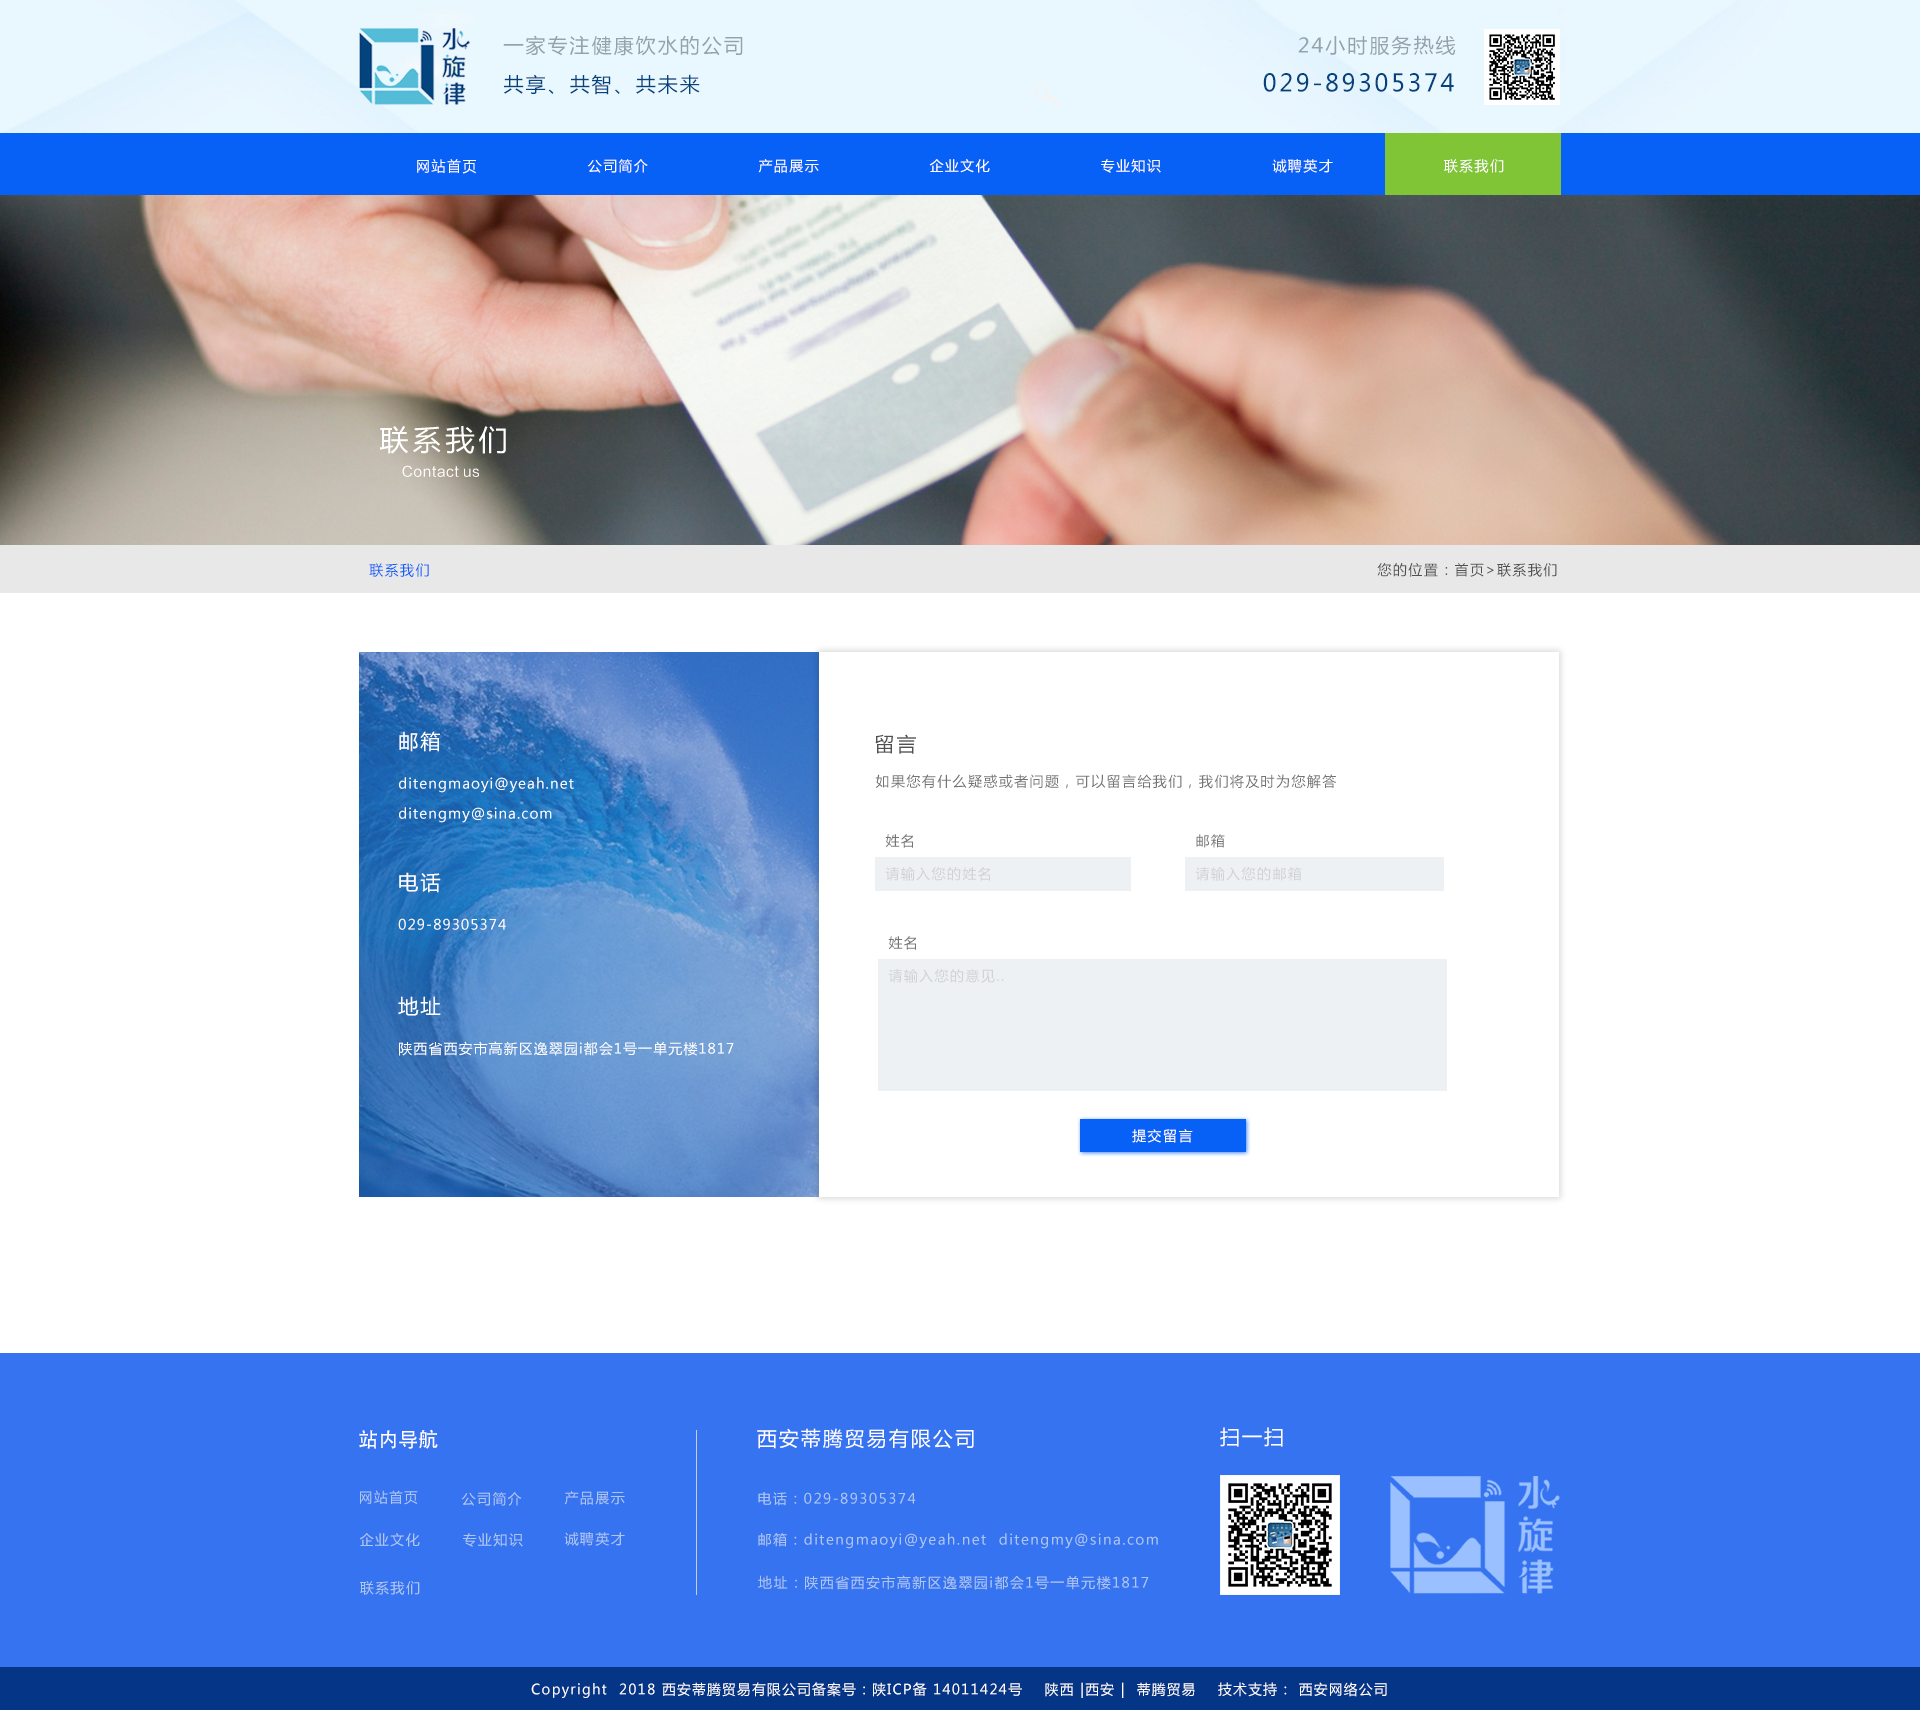 水旋律
一家专注健康饮水的公司
共享、共智、共未来
24小时服务热线
029-89305374
网站首页 公司简介 产品展示 企业文化 专业知识 诚聘英才 联系我们
联系我们
Contact us
联系我们
您的位置：首页>联系我们
邮箱
ditengmaoyi@yeah.net
ditengmy@sina.com
电话
029-89305374
地址
陕西省西安市高新区逸翠园i都会1号一单元楼1817
留言
如果您有什么疑惑或者问题，可以留言给我们，我们将及时为您解答
姓名 邮箱
请输入您的姓名 请输入您的邮箱
姓名
请输入您的意见..
提交留言
站内导航
网站首页 公司简介 产品展示
企业文化 专业知识 诚聘英才
联系我们
西安蒂腾贸易有限公司
电话：029-89305374
邮箱：ditengmaoyi@yeah.net ditengmy@sina.com
地址：陕西省西安市高新区逸翠园i都会1号一单元楼1817
扫一扫
水旋律
Copyright 2018 西安蒂腾贸易有限公司备案号：陕ICP备 14011424号 陕西 |西安 | 蒂腾贸易 技术支持： 西安网络公司